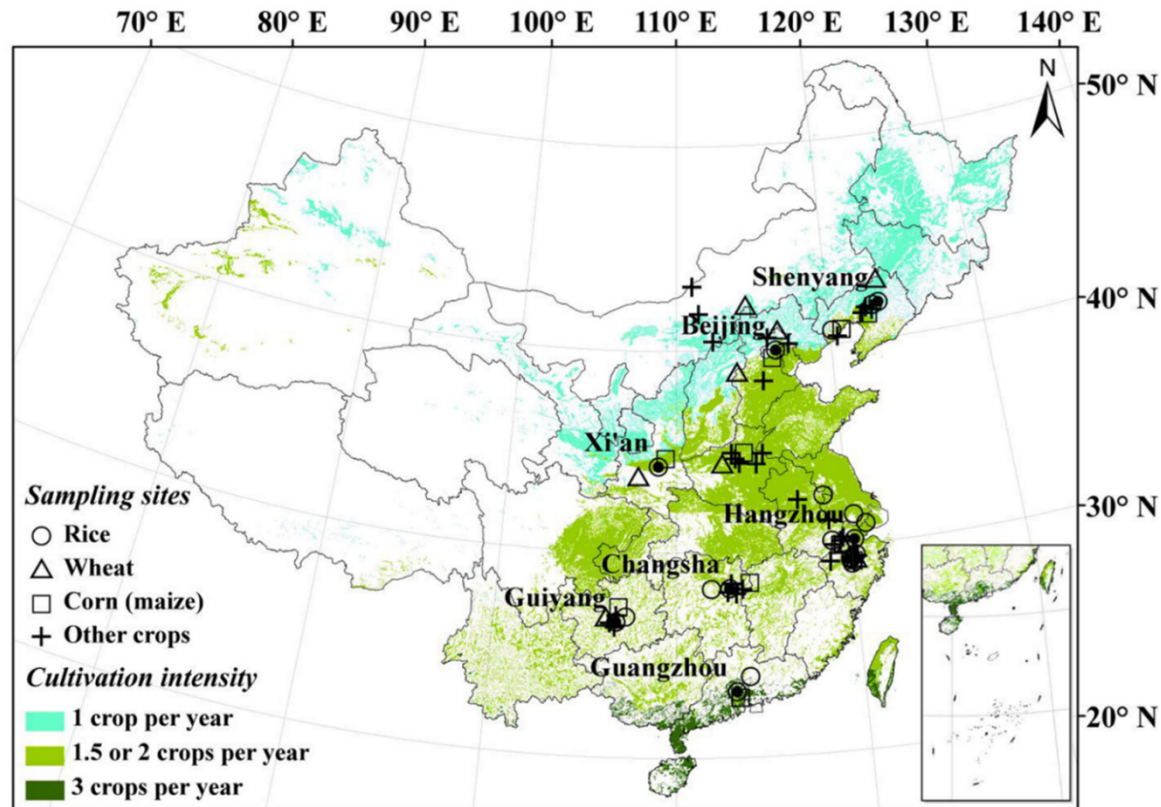 70° E 80° E 90° E 100° E 110° E 120° E 130° E 140° E
N
50° N
40° N
30° N
20° N
Shenyang
Beijing
Xi'an
Hangzhou
Changsha
Guiyang
Guangzhou
Sampling sites
Rice
Wheat
Corn (maize)
Other crops
Cultivation intensity
1 crop per year
1.5 or 2 crops per year
3 crops per year